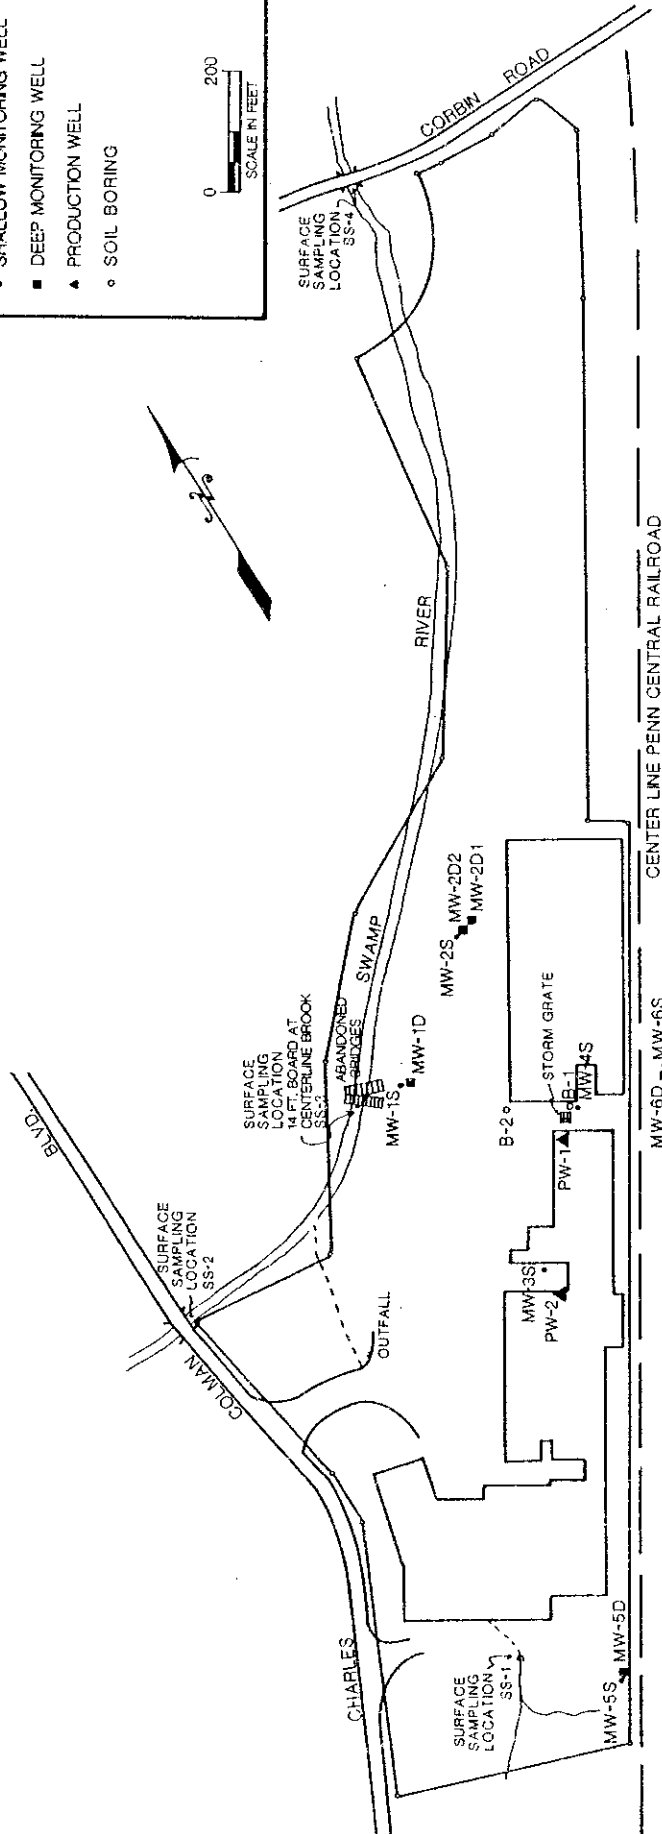 SHALLOW MONITORING WELL
DEEP MONITORING WELL
PRODUCTION WELL
SOIL BORING
0 200
SCALE IN FEET
N
CORBIN ROAD
SURFACE
SAMPLING
LOCATION
SS-4
RIVER
SWAMP
CENTER LINE PENN CENTRAL RAILROAD
MW-2S
MW-2D2
MW-2D1
SURFACE
SAMPLING
LOCATION
14 FT. BOARD AT
CENTERLINE BROOK
SS-3
ABANDONED
BRIDGES
MW-1S
MW-1D
STORM GRATE
B-2
B-1
MW-4S
PW-1
MW-6D - MW-6S
BLVD.
COLMAN
CHARLES
SURFACE
SAMPLING
LOCATION
SS-2
OUTFALL
MW-3S
PW-2
SURFACE
SAMPLING
LOCATION
SS-1
MW-5S
MW-5D